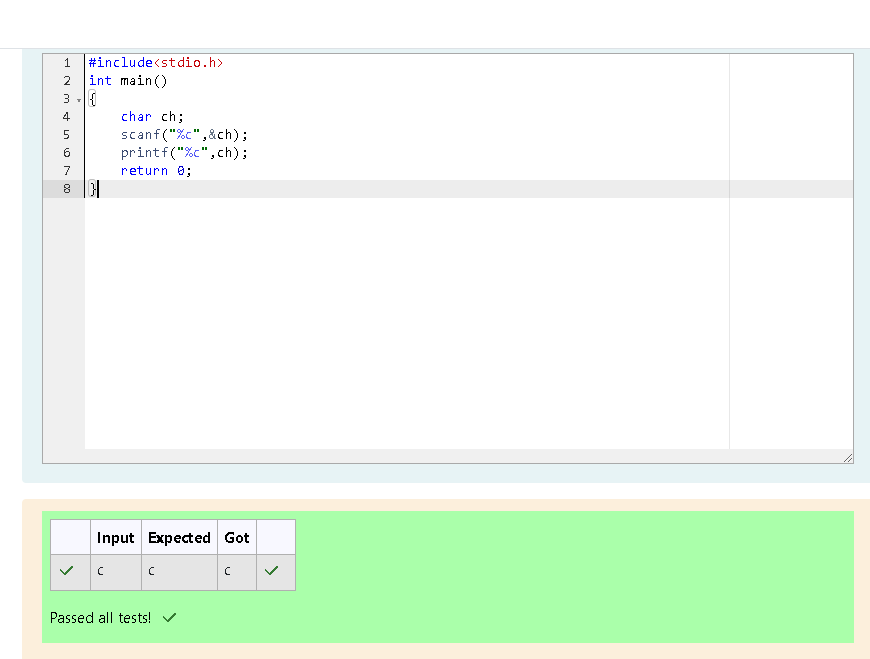 1 #include<stdio.h>
2 int main()
3 {
4     char ch;
5     scanf("%c",&ch);
6     printf("%c",ch);
7     return 0;
8 }
Input Expected Got
c c c
Passed all tests!